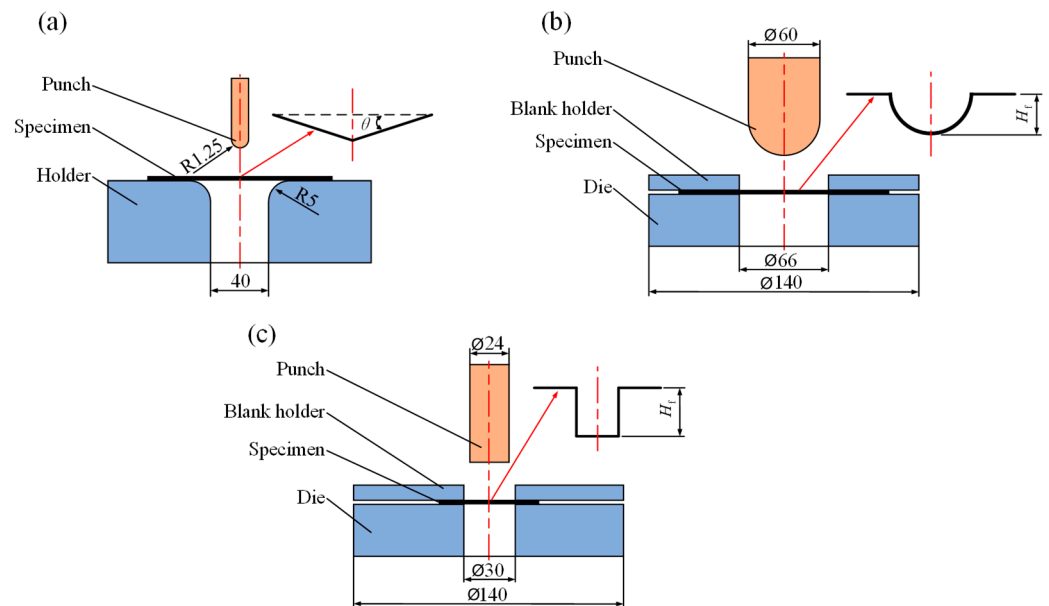 (a)
Punch
Specimen
Holder
R1.25
R5
θ
40
(b)
Ø60
Punch
Blank holder
Specimen
Die
Hf
Ø66
Ø140
(c)
Ø24
Punch
Blank holder
Specimen
Die
Hf
Ø30
Ø140